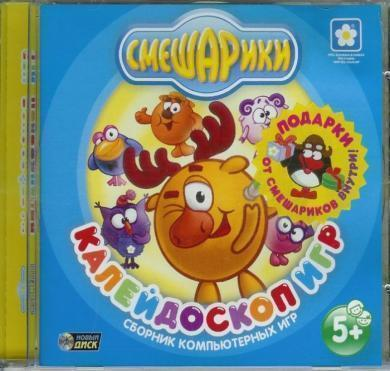 СМЕШАРИКИ
ПОДАРКИ
ОТ СМЕШАРИКОВ ВНУТРИ!
КАЛЕЙДОСКОП ИГР
СБОРНИК КОМПЬЮТЕРНЫХ ИГР
НОВЫЙ
ДИСК
5+